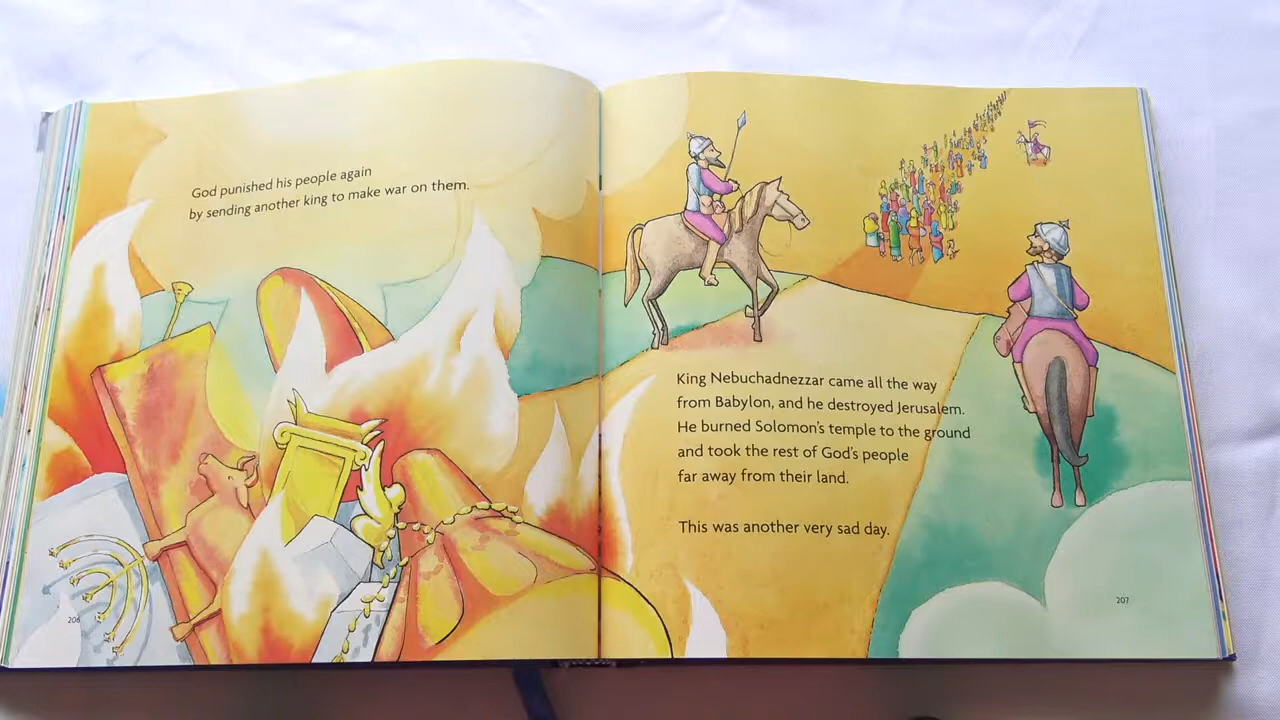 God punished his people again
by sending another king to make war on them.
206
King Nebuchadnezzar came all the way
from Babylon, and he destroyed Jerusalem.
He burned Solomon's temple to the ground
and took the rest of God's people
far away from their land.
This was another very sad day.
207